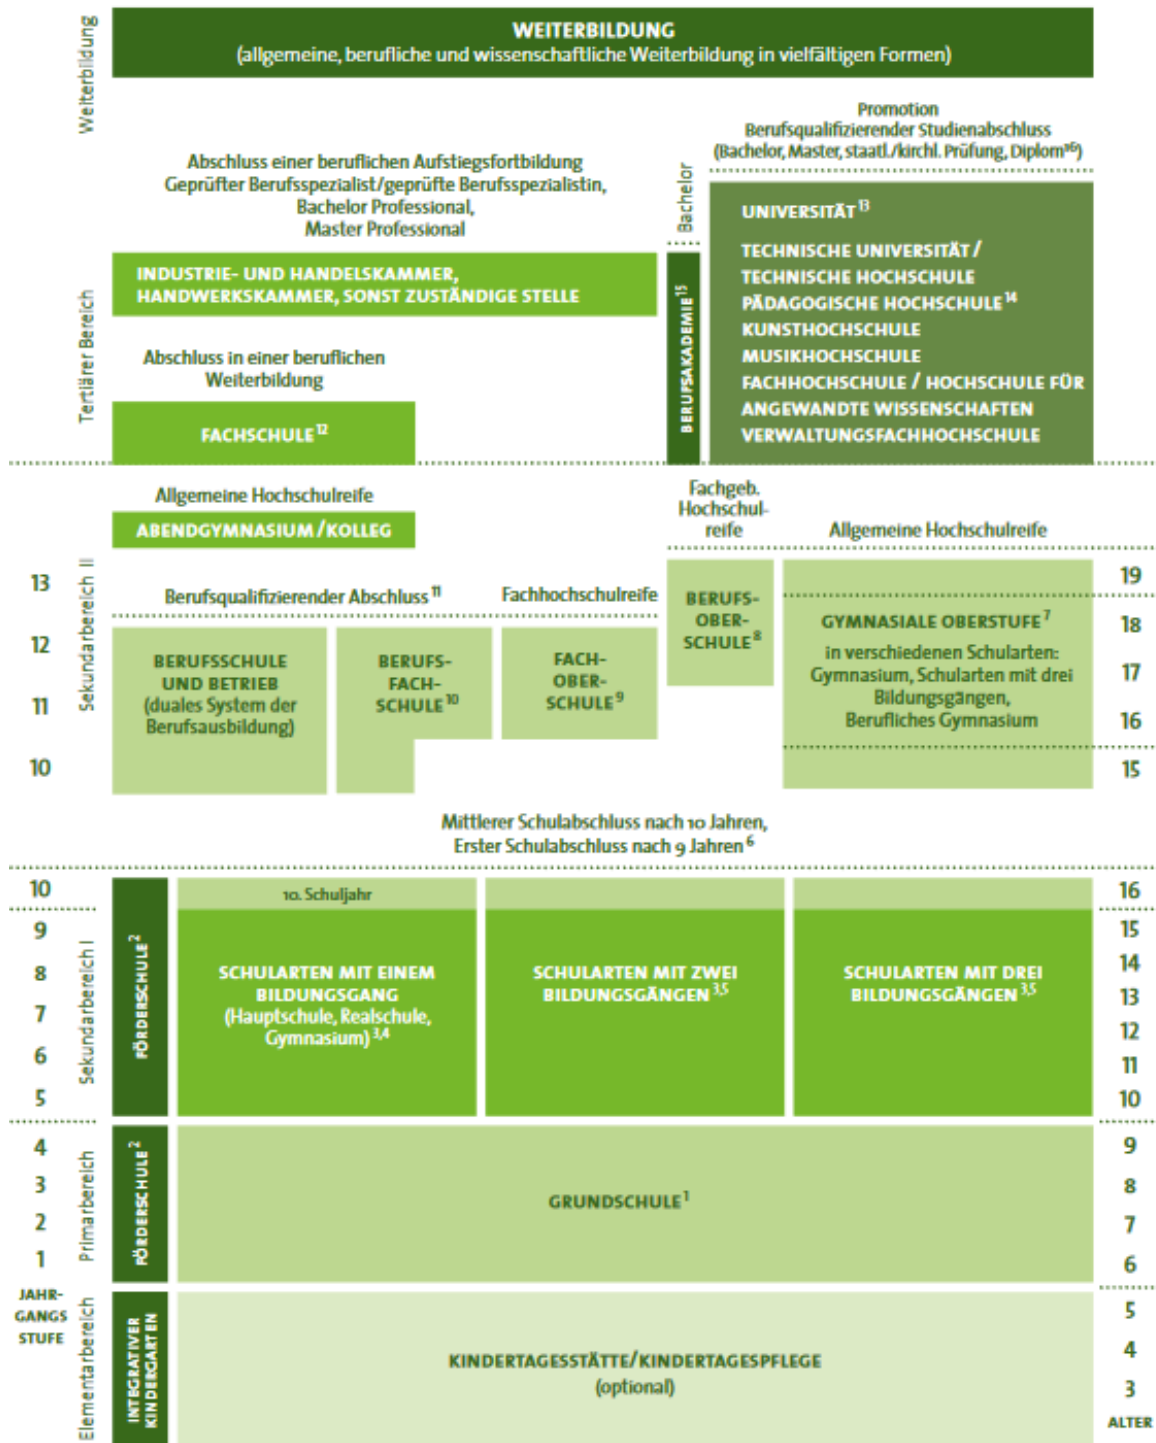 Weiterbildung
WEITERBILDUNG
(allgemeine, berufliche und wissenschaftliche Weiterbildung in vielfältigen Formen)
Tertiärer Bereich
Promotion
Berufsqualifizierender Studienabschluss
(Bachelor, Master, staatl./kirchl. Prüfung, Diplom¹⁶)
Abschluss einer beruflichen Aufstiegsfortbildung
Geprüfter Berufsspezialist/geprüfte Berufsspezialistin,
Bachelor Professional,
Master Professional
INDUSTRIE- UND HANDELSKAMMER,
HANDWERKSKAMMER, SONST ZUSTÄNDIGE STELLE
Abschluss in einer beruflichen
Weiterbildung
FACHSCHULE¹²
Bachelor
BERUFSAKADEMIE¹⁵
UNIVERSITÄT¹³
TECHNISCHE UNIVERSITÄT /
TECHNISCHE HOCHSCHULE
PÄDAGOGISCHE HOCHSCHULE¹⁴
KUNSTHOCHSCHULE
MUSIKHOCHSCHULE
FACHHOCHSCHULE / HOCHSCHULE FÜR
ANGEWANDTE WISSENSCHAFTEN
VERWALTUNGSFACHHOCHSCHULE
Sekundarbereich II
13
12
11
10
Allgemeine Hochschulreife
ABENDGYMNASIUM / KOLLEG
Berufsqualifizierender Abschluss¹¹
BERUFSSCHULE
UND BETRIEB
(duales System der
Berufsausbildung)
BERUFS-
FACH-
SCHULE¹⁰
Fachhochschulreife
FACH-
OBER-
SCHULE⁹
Fachgeb.
Hochschul-
reife
BERUFS-
OBER-
SCHULE⁸
Allgemeine Hochschulreife
GYMNASIALE OBERSTUFE⁷
in verschiedenen Schularten:
Gymnasium, Schularten mit drei
Bildungsgängen,
Berufliches Gymnasium
19
18
17
16
15
Mittlerer Schulabschluss nach 10 Jahren,
Erster Schulabschluss nach 9 Jahren⁶
10
9
8
7
6
5
Sekundarbereich I
FÖRDERSCHULE²
10. Schuljahr
SCHULARTEN MIT EINEM
BILDUNGSGANG
(Hauptschule, Realschule,
Gymnasium)³,⁴
SCHULARTEN MIT ZWEI
BILDUNGSGÄNGEN³,⁵
SCHULARTEN MIT DREI
BILDUNGSGÄNGEN³,⁵
16
15
14
13
12
11
10
4
3
2
1
Primarbereich
FÖRDERSCHULE²
GRUNDSCHULE¹
9
8
7
6
JAHR-
GANGS
STUFE
Elementarbereich
INTEGRATIVER
KINDERGARTEN
KINDERTAGESSTÄTTE/KINDERTAGESPFLEGE
(optional)
5
4
3
ALTER